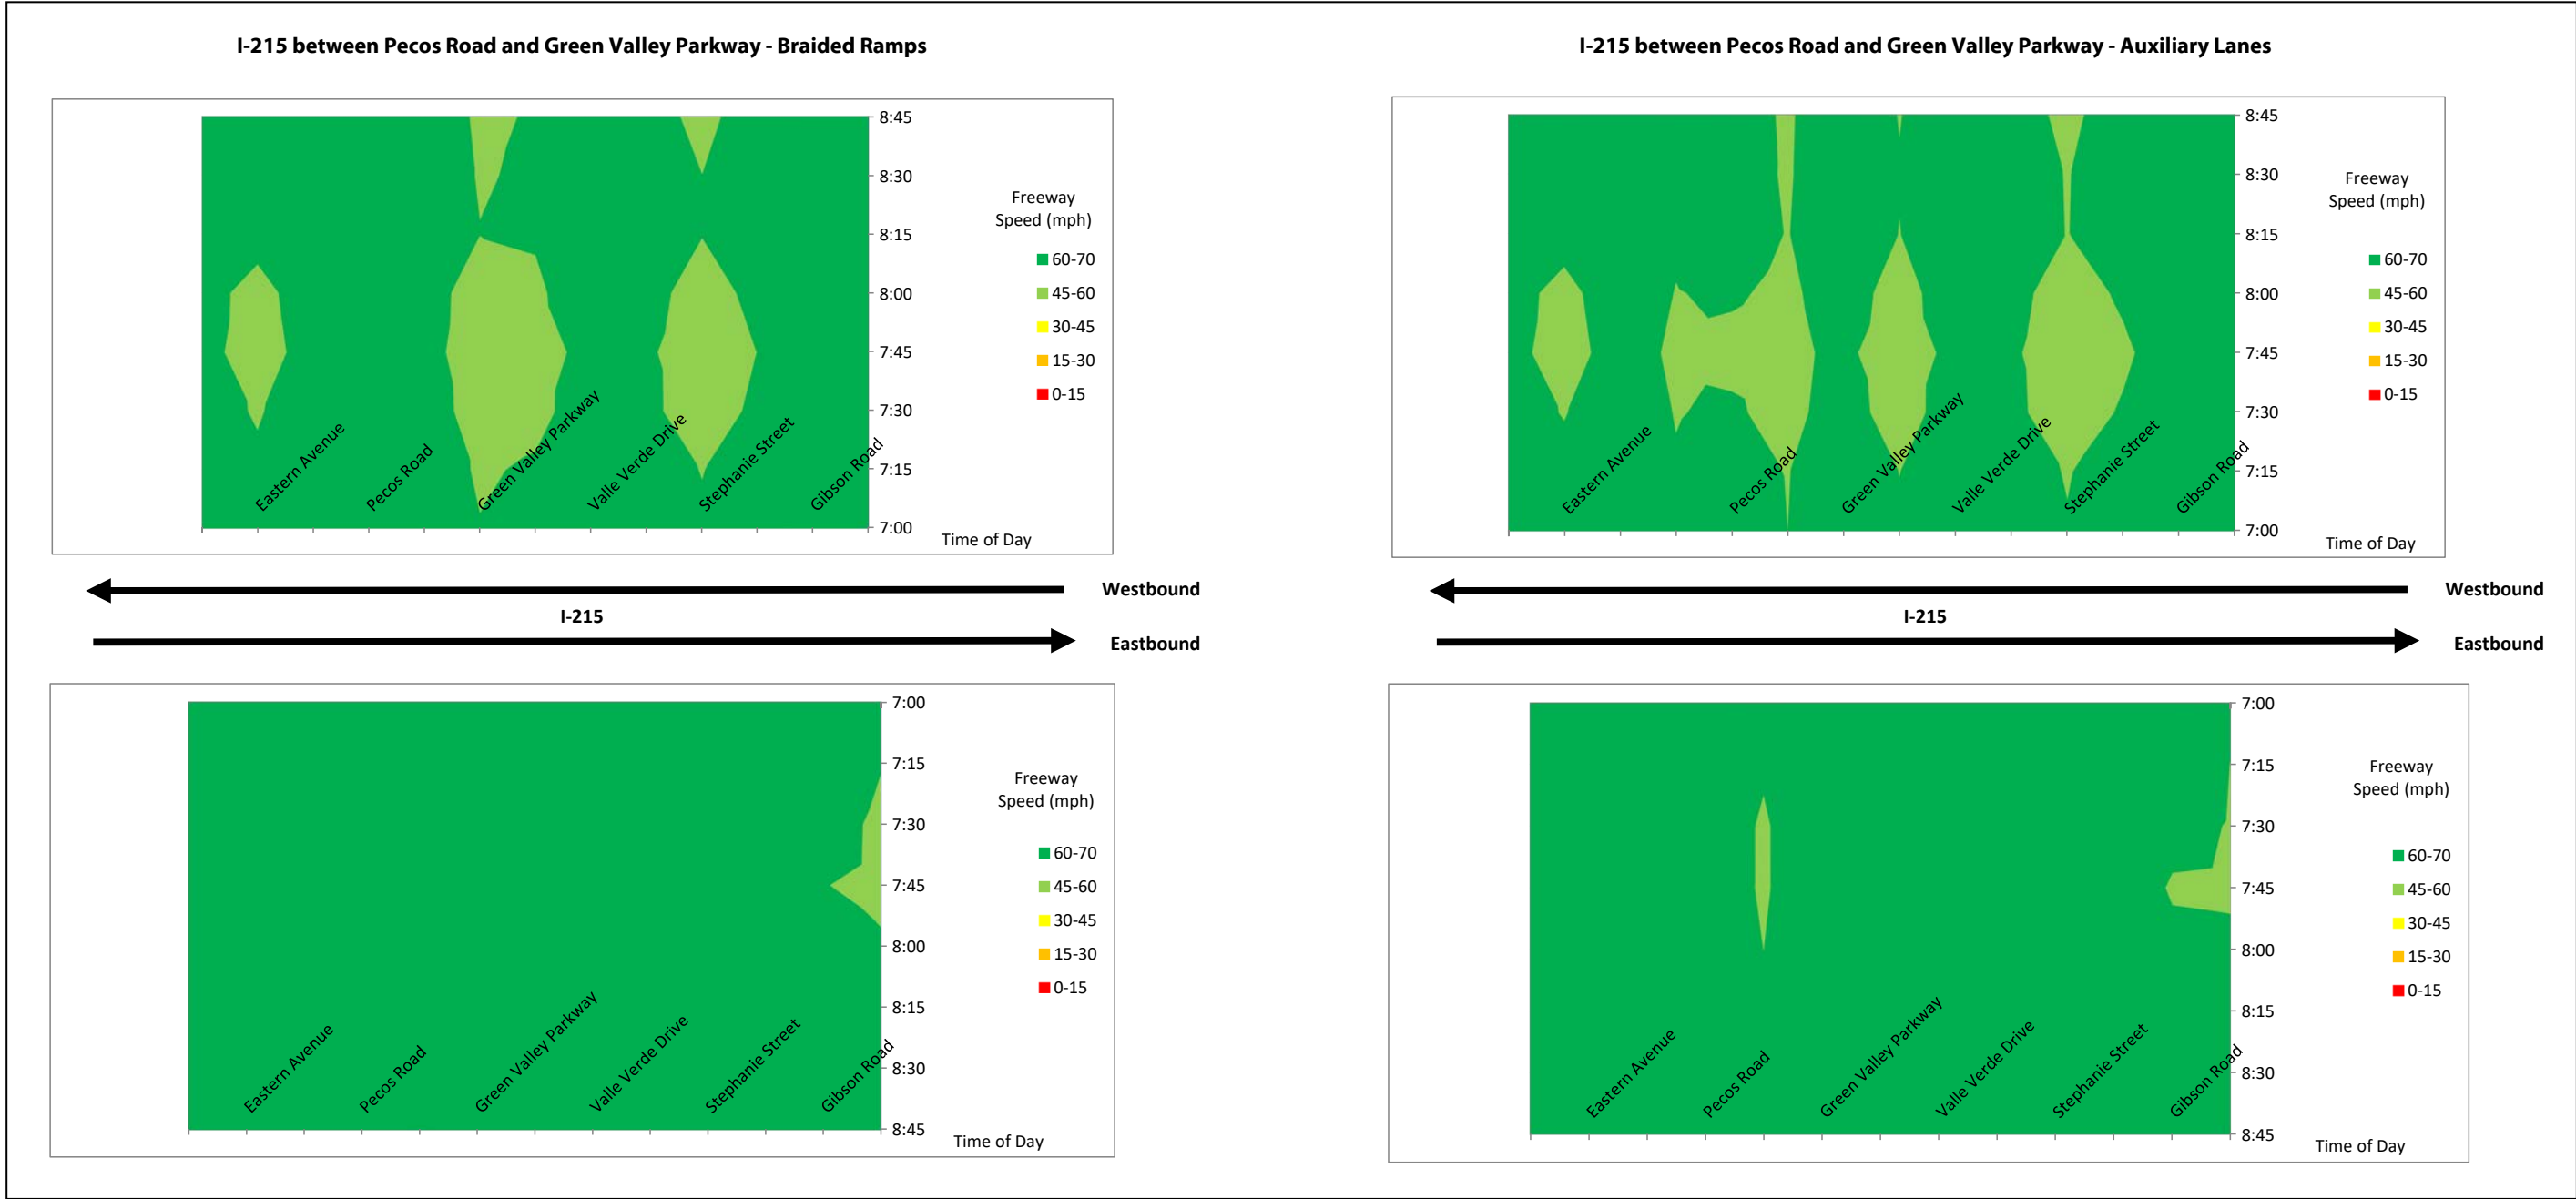 I-215 between Pecos Road and Green Valley Parkway - Braided Ramps
8:45
8:30
8:15
8:00
7:45
7:30
7:15
7:00
Freeway
Speed (mph)
60-70
45-60
30-45
15-30
0-15
Eastern Avenue
Pecos Road
Green Valley Parkway
Valle Verde Drive
Stephanie Street
Gibson Road
Time of Day
Westbound
I-215
Eastbound
7:00
7:15
7:30
7:45
8:00
8:15
8:30
8:45
Freeway
Speed (mph)
60-70
45-60
30-45
15-30
0-15
Eastern Avenue
Pecos Road
Green Valley Parkway
Valle Verde Drive
Stephanie Street
Gibson Road
Time of Day
I-215 between Pecos Road and Green Valley Parkway - Auxiliary Lanes
8:45
8:30
8:15
8:00
7:45
7:30
7:15
7:00
Freeway
Speed (mph)
60-70
45-60
30-45
15-30
0-15
Eastern Avenue
Pecos Road
Green Valley Parkway
Valle Verde Drive
Stephanie Street
Gibson Road
Time of Day
Westbound
I-215
Eastbound
7:00
7:15
7:30
7:45
8:00
8:15
8:30
8:45
Freeway
Speed (mph)
60-70
45-60
30-45
15-30
0-15
Eastern Avenue
Pecos Road
Green Valley Parkway
Valle Verde Drive
Stephanie Street
Gibson Road
Time of Day